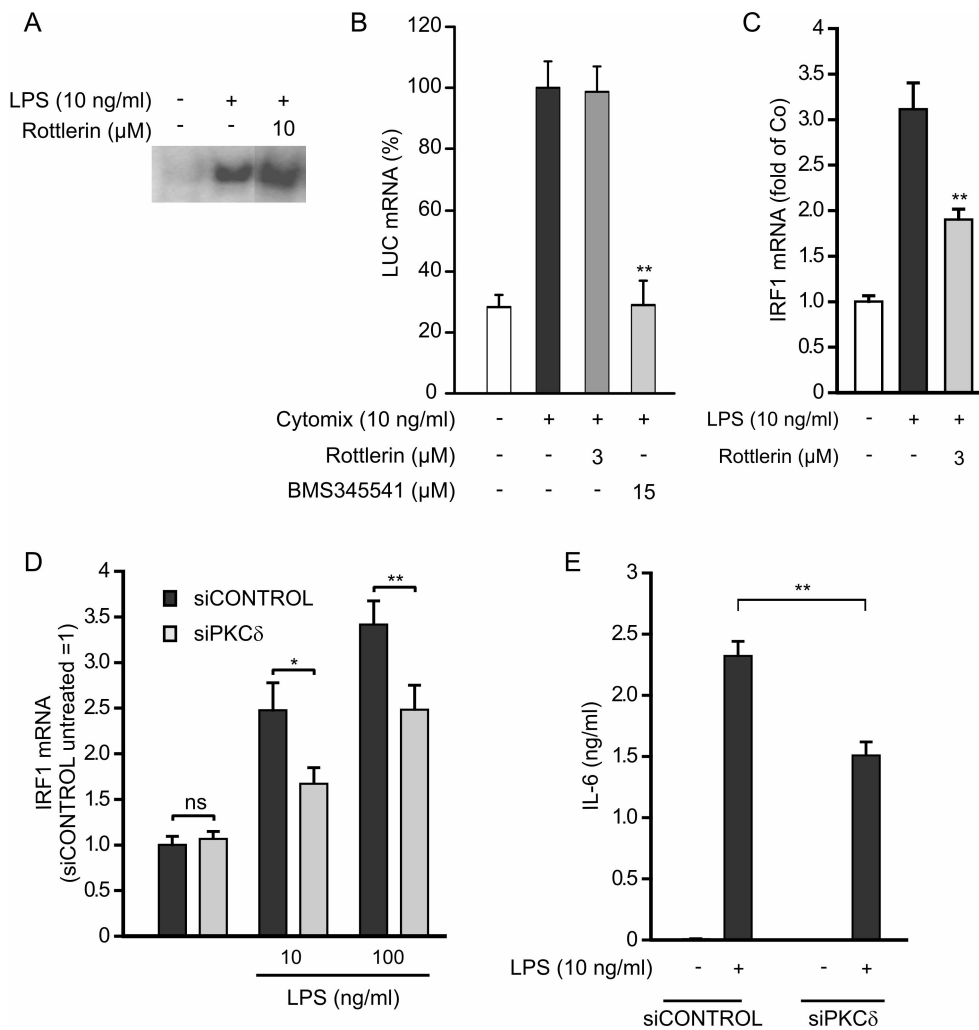 A
LPS (10 ng/ml) - + +
Rottlerin (µM) - - 10
B
120
100
80
60
40
20
0
LUC mRNA (%)
**
Cytomix (10 ng/ml) - + + +
Rottlerin (µM) - - 3 -
BMS345541 (µM) - - - 15
C
4.0
3.5
3.0
2.5
2.0
1.5
1.0
0.5
0
IRF1 mRNA (fold of Co)
**
LPS (10 ng/ml) - + +
Rottlerin (µM) - - 3
D
4.0
3.5
3.0
2.5
2.0
1.5
1.0
0.5
0
IRF1 mRNA
(siCONTROL untreated =1)
siCONTROL
siPKCδ
ns
*
**
10 100
LPS (ng/ml)
E
3
2.5
2.0
1.5
1.0
0.5
0
IL-6 (ng/ml)
**
LPS (10 ng/ml) - + - +
siCONTROL siPKCδ